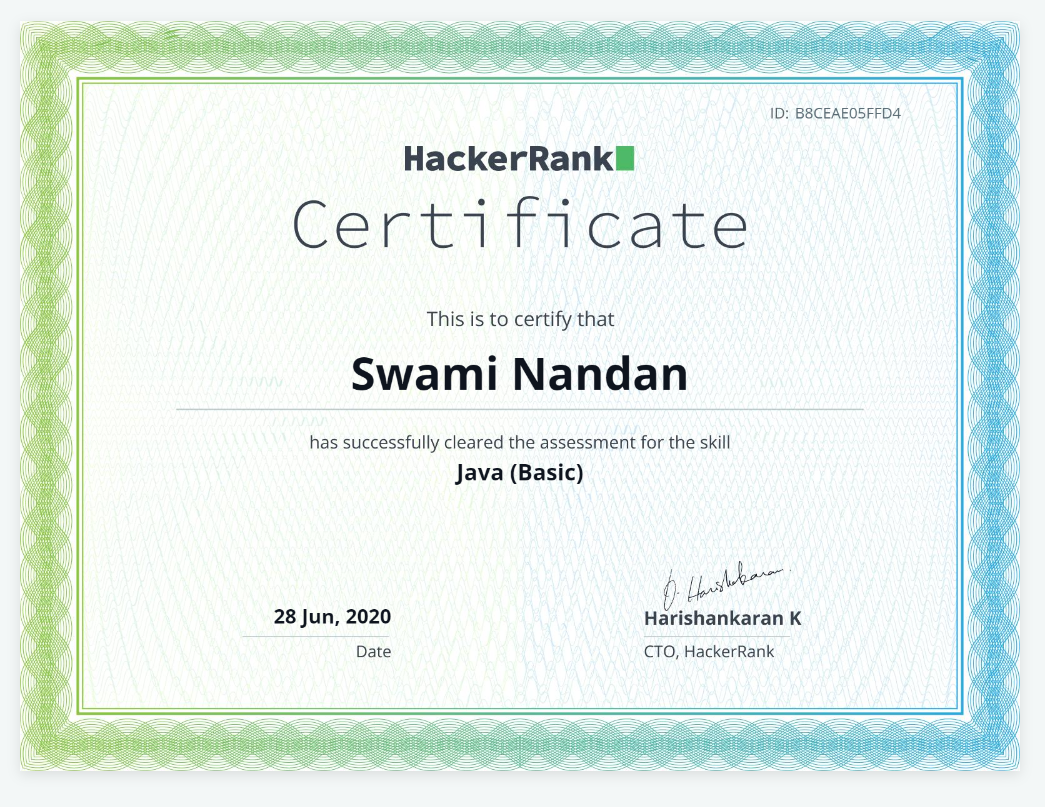 ID: B8CEAE05FFD4
HackerRank
Certificate
This is to certify that
Swami Nandan
has successfully cleared the assessment for the skill
Java (Basic)
28 Jun, 2020
Date
Harishankaran K
CTO, HackerRank